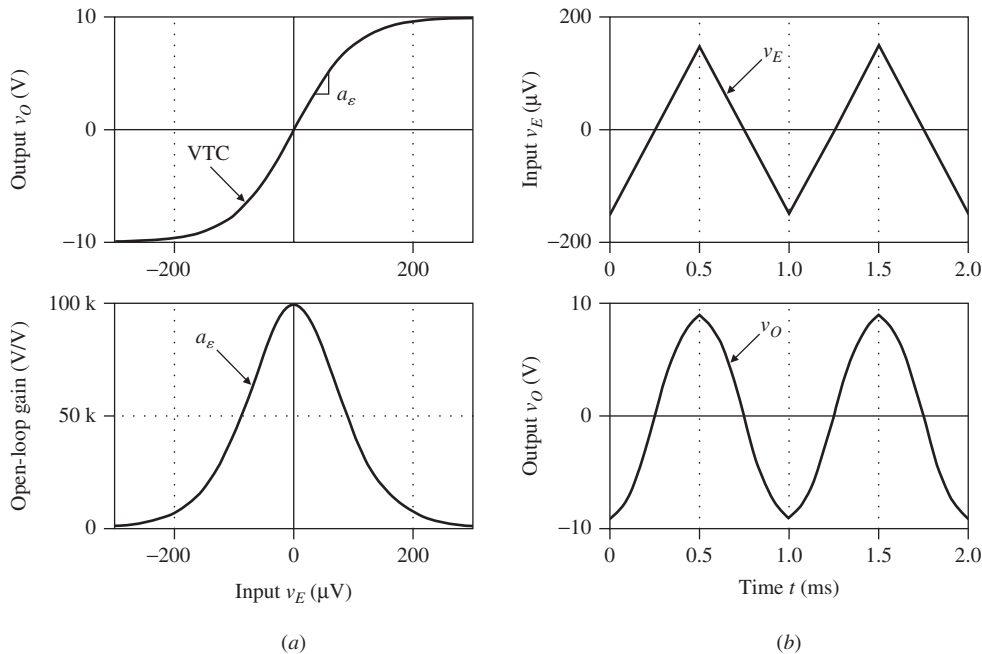 10
Output v_O (V)
0
−10
VTC
a_ε
−200
200
100 k
Open-loop gain (V/V)
50 k
0
a_ε
−200
0
200
Input v_E (µV)
(a)
200
Input v_E (µV)
0
−200
v_E
0
0.5
1.0
1.5
2.0
10
Output v_O (V)
0
−10
v_O
0
0.5
1.0
1.5
2.0
Time t (ms)
(b)